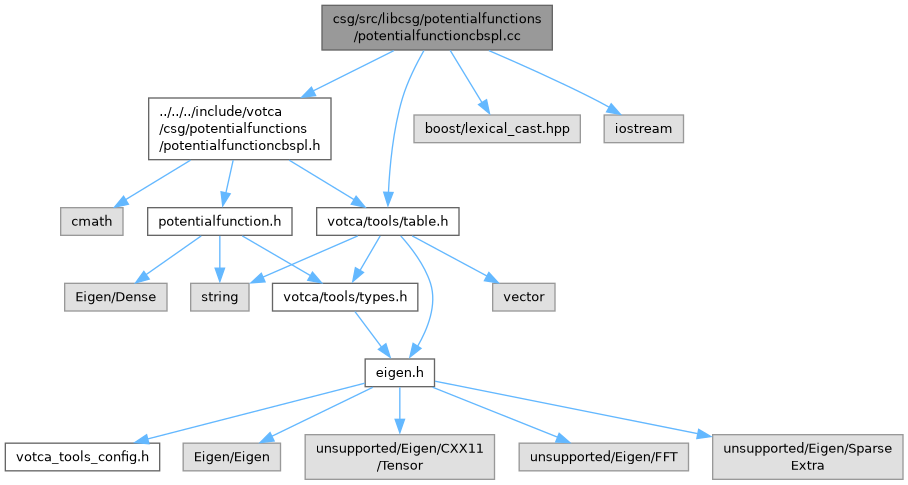 csg/src/libcsg/potentialfunctions
/potentialfunctioncbspl.cc
../../../include/votca
/csg/potentialfunctions
/potentialfunctioncbspl.h
boost/lexical_cast.hpp
iostream
cmath
potentialfunction.h
votca/tools/table.h
Eigen/Dense
string
votca/tools/types.h
vector
eigen.h
votca_tools_config.h
Eigen/Eigen
unsupported/Eigen/CXX11
/Tensor
unsupported/Eigen/FFT
unsupported/Eigen/Sparse
Extra